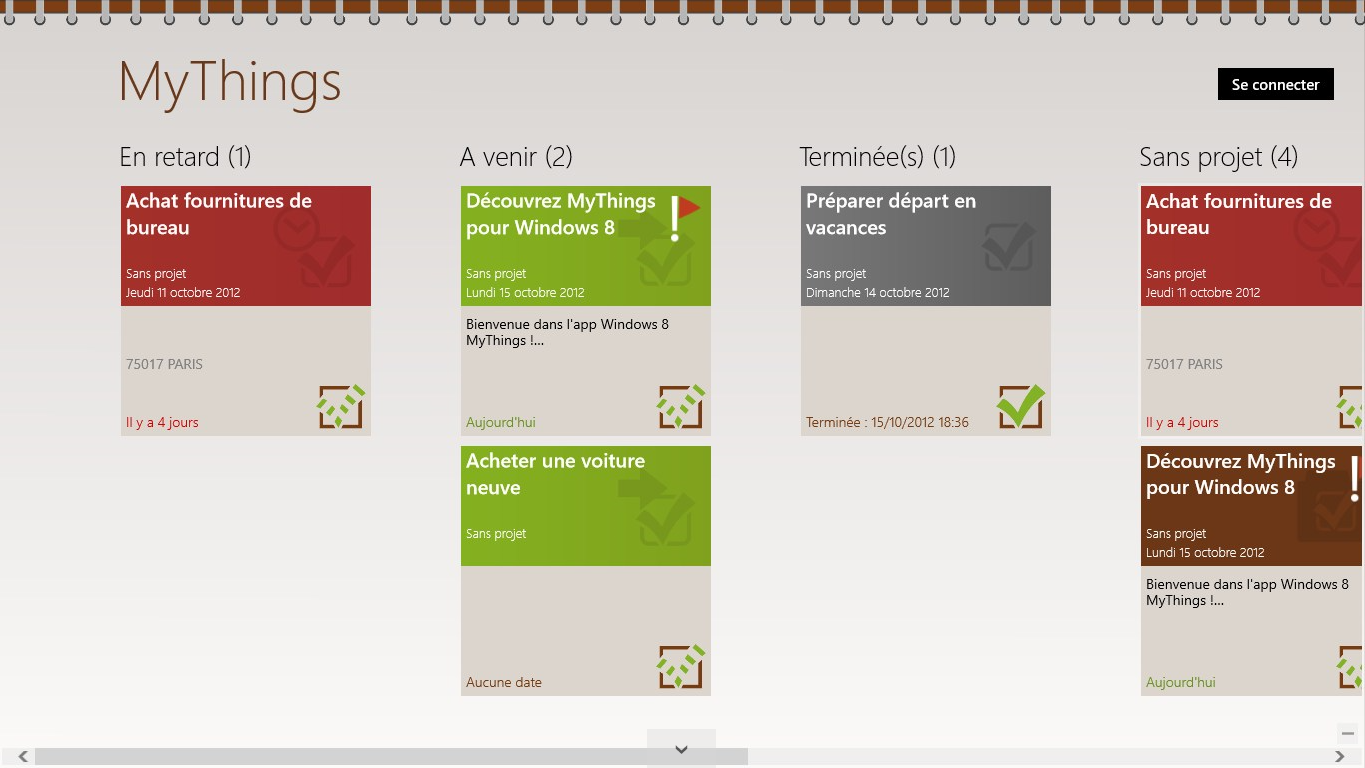 MyThings
Se connecter
En retard (1)
Achat fournitures de
bureau
Sans projet
Jeudi 11 octobre 2012
75017 PARIS
Il y a 4 jours
A venir (2)
Découvrez MyThings
pour Windows 8
Sans projet
Lundi 15 octobre 2012
Bienvenue dans l'app Windows 8
MyThings !...
Aujourd'hui
Acheter une voiture
neuve
Sans projet
Aucune date
Terminée(s) (1)
Préparer départ en
vacances
Sans projet
Dimanche 14 octobre 2012
Terminée : 15/10/2012 18:36
Sans projet (4)
Achat fournitures de
bureau
Sans projet
Jeudi 11 octobre 2012
75017 PARIS
Il y a 4 jours
Découvrez MyThings
pour Windows 8
Sans projet
Lundi 15 octobre 2012
Bienvenue dans l'app Windows 8
MyThings !...
Aujourd'hui